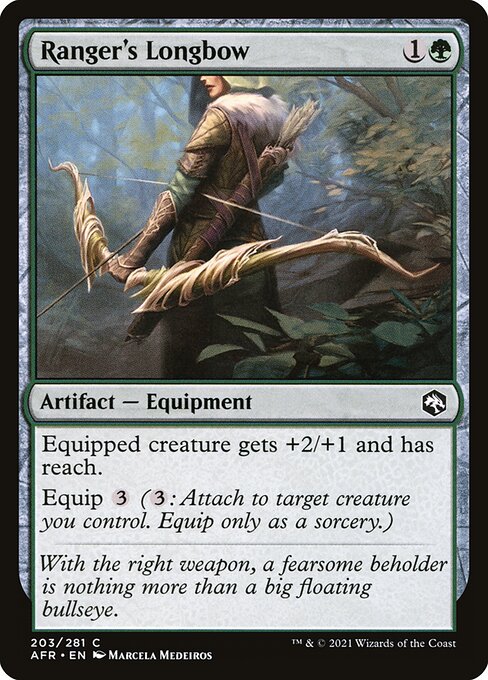 Ranger's Longbow 1
Artifact — Equipment
Equipped creature gets +2/+1 and has
reach.
Equip 3 (3: Attach to target creature
you control. Equip only as a sorcery.)
With the right weapon, a fearsome beholder
is nothing more than a big floating
bullseye.
203/281 C
™ & © 2021 Wizards of the Coast
AFR • EN Marcela Medeiros